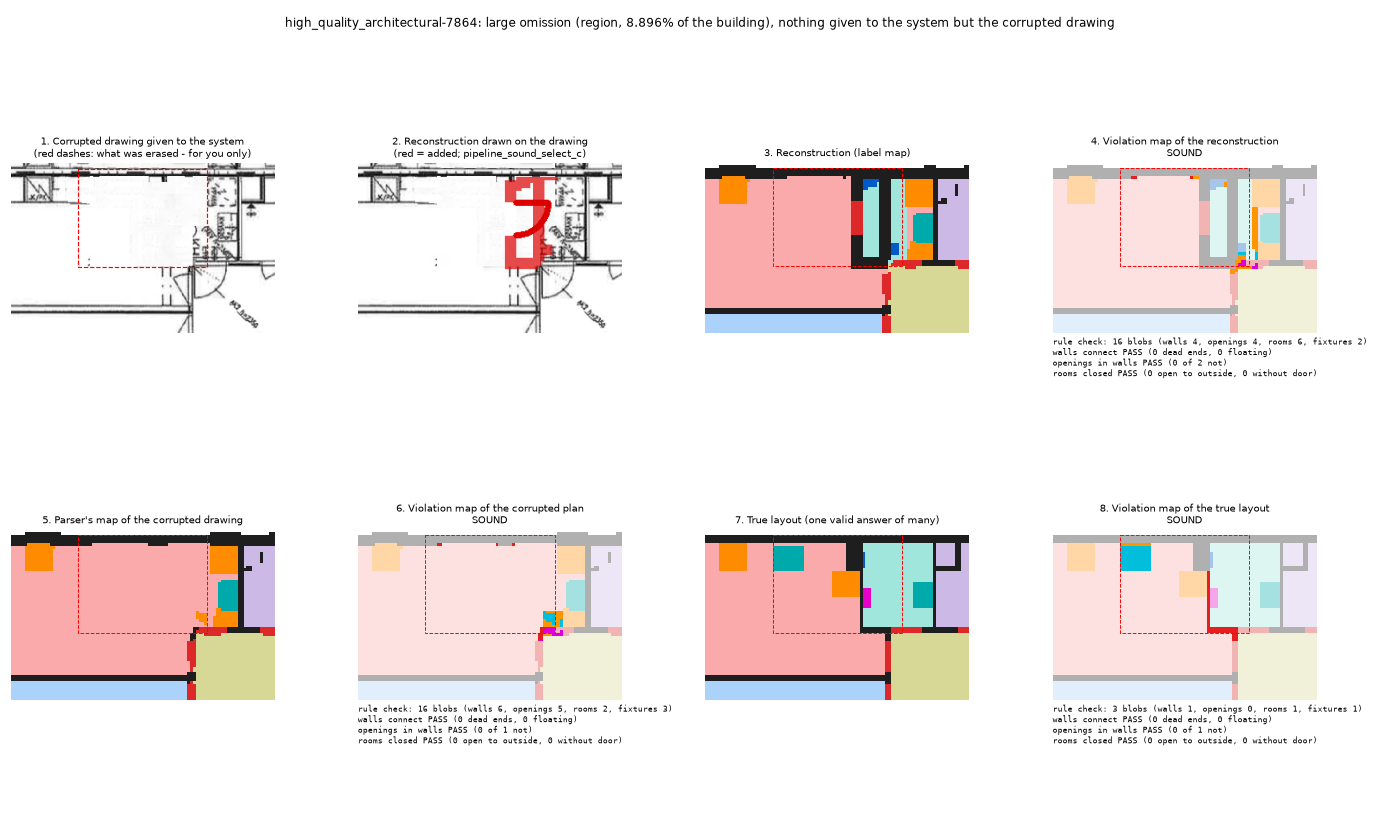 high_quality_architectural-7864: large omission (region, 8.896% of the building), nothing given to the system but the corrupted drawing
1. Corrupted drawing given to the system
(red dashes: what was erased - for you only)
2. Reconstruction drawn on the drawing
(red = added; pipeline_sound_select_c)
3. Reconstruction (label map)
4. Violation map of the reconstruction
SOUND
rule check: 16 blobs (walls 4, openings 4, rooms 6, fixtures 2)
walls connect PASS (0 dead ends, 0 floating)
openings in walls PASS (0 of 2 not)
rooms closed PASS (0 open to outside, 0 without door)
5. Parser's map of the corrupted drawing
6. Violation map of the corrupted plan
SOUND
rule check: 16 blobs (walls 6, openings 5, rooms 2, fixtures 3)
walls connect PASS (0 dead ends, 0 floating)
openings in walls PASS (0 of 1 not)
rooms closed PASS (0 open to outside, 0 without door)
7. True layout (one valid answer of many)
8. Violation map of the true layout
SOUND
rule check: 3 blobs (walls 1, openings 0, rooms 1, fixtures 1)
walls connect PASS (0 dead ends, 0 floating)
openings in walls PASS (0 of 1 not)
rooms closed PASS (0 open to outside, 0 without door)